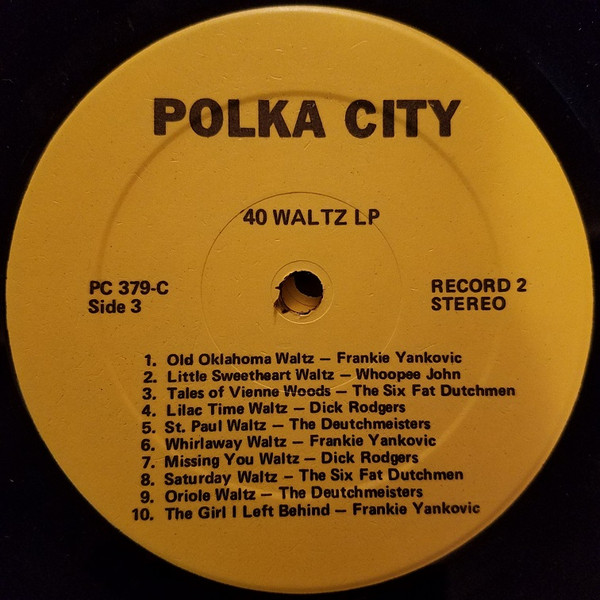 POLKA CITY
40 WALTZ LP
PC 379-C
Side 3
RECORD 2
STEREO
1. Old Oklahoma Waltz — Frankie Yankovic
2. Little Sweetheart Waltz — Whoopee John
3. Tales of Vienne Woods — The Six Fat Dutchmen
4. Lilac Time Waltz — Dick Rodgers
5. St. Paul Waltz — The Deutchmeisters
6. Whirlaway Waltz — Frankie Yankovic
7. Missing You Waltz — Dick Rodgers
8. Saturday Waltz — The Six Fat Dutchmen
9. Oriole Waltz — The Deutchmeisters
10. The Girl I Left Behind — Frankie Yankovic